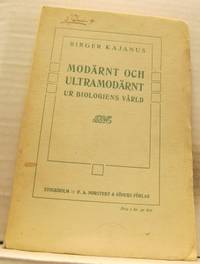 BIRGER KAJANUS
MODÄRNT OCH
ULTRAMODÄRNT
UR BIOLOGIENS VÄRLD
STOCKHOLM :: P. A. NORSTEDT & SÖNERS FÖRLAG